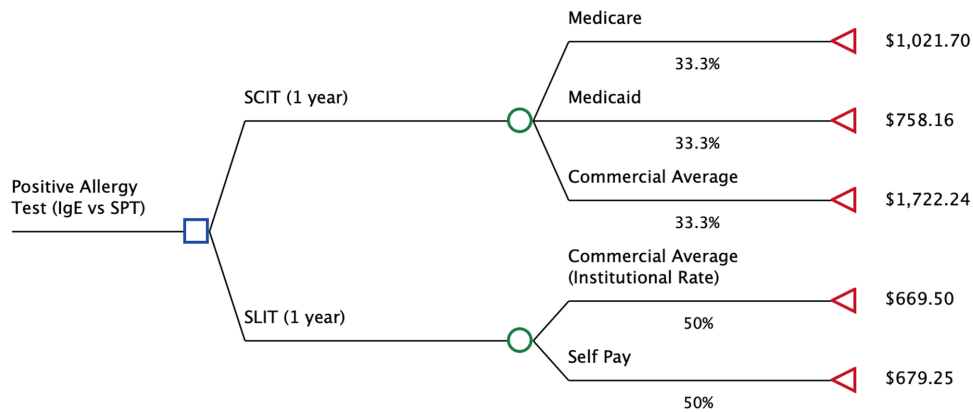 Medicare
$1,021.70
33.3%
SCIT (1 year)
Medicaid
$758.16
33.3%
Positive Allergy
Test (IgE vs SPT)
Commercial Average
$1,722.24
33.3%
Commercial Average
(Institutional Rate)
$669.50
50%
SLIT (1 year)
Self Pay
$679.25
50%